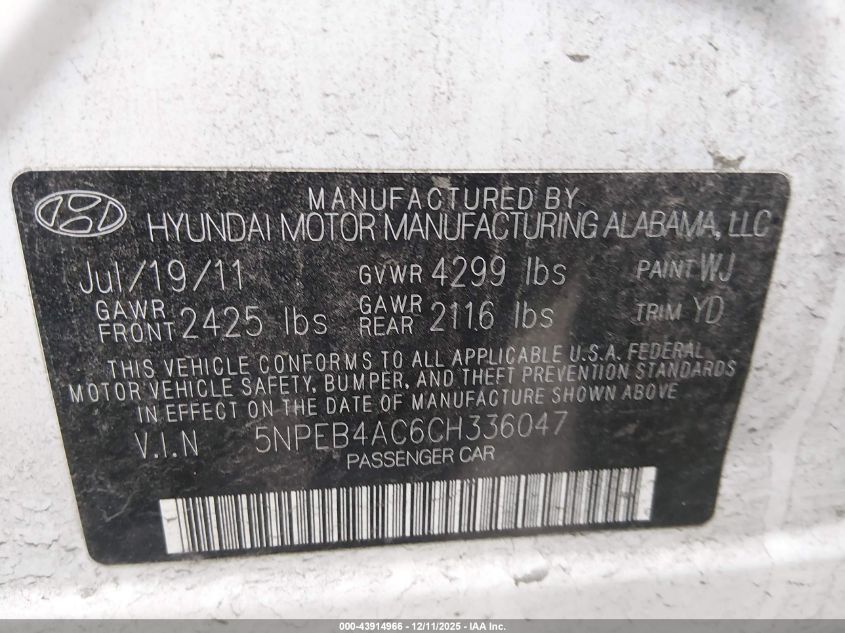 MANUFACTURED BY
HYUNDAI MOTOR MANUFACTURING ALABAMA, LLC
Jul/19/11 GVWR 4299 lbs PAINT WJ
GAWR FRONT 2425 lbs GAWR REAR 2116 lbs TRIM YD
THIS VEHICLE CONFORMS TO ALL APPLICABLE U.S.A. FEDERAL
MOTOR VEHICLE SAFETY, BUMPER, AND THEFT PREVENTION STANDARDS
IN EFFECT ON THE DATE OF MANUFACTURE SHOWN ABOVE
V.I.N 5NPEB4AC6CH336047
PASSENGER CAR
000-43914966 - 12/11/2025 - IAA Inc.